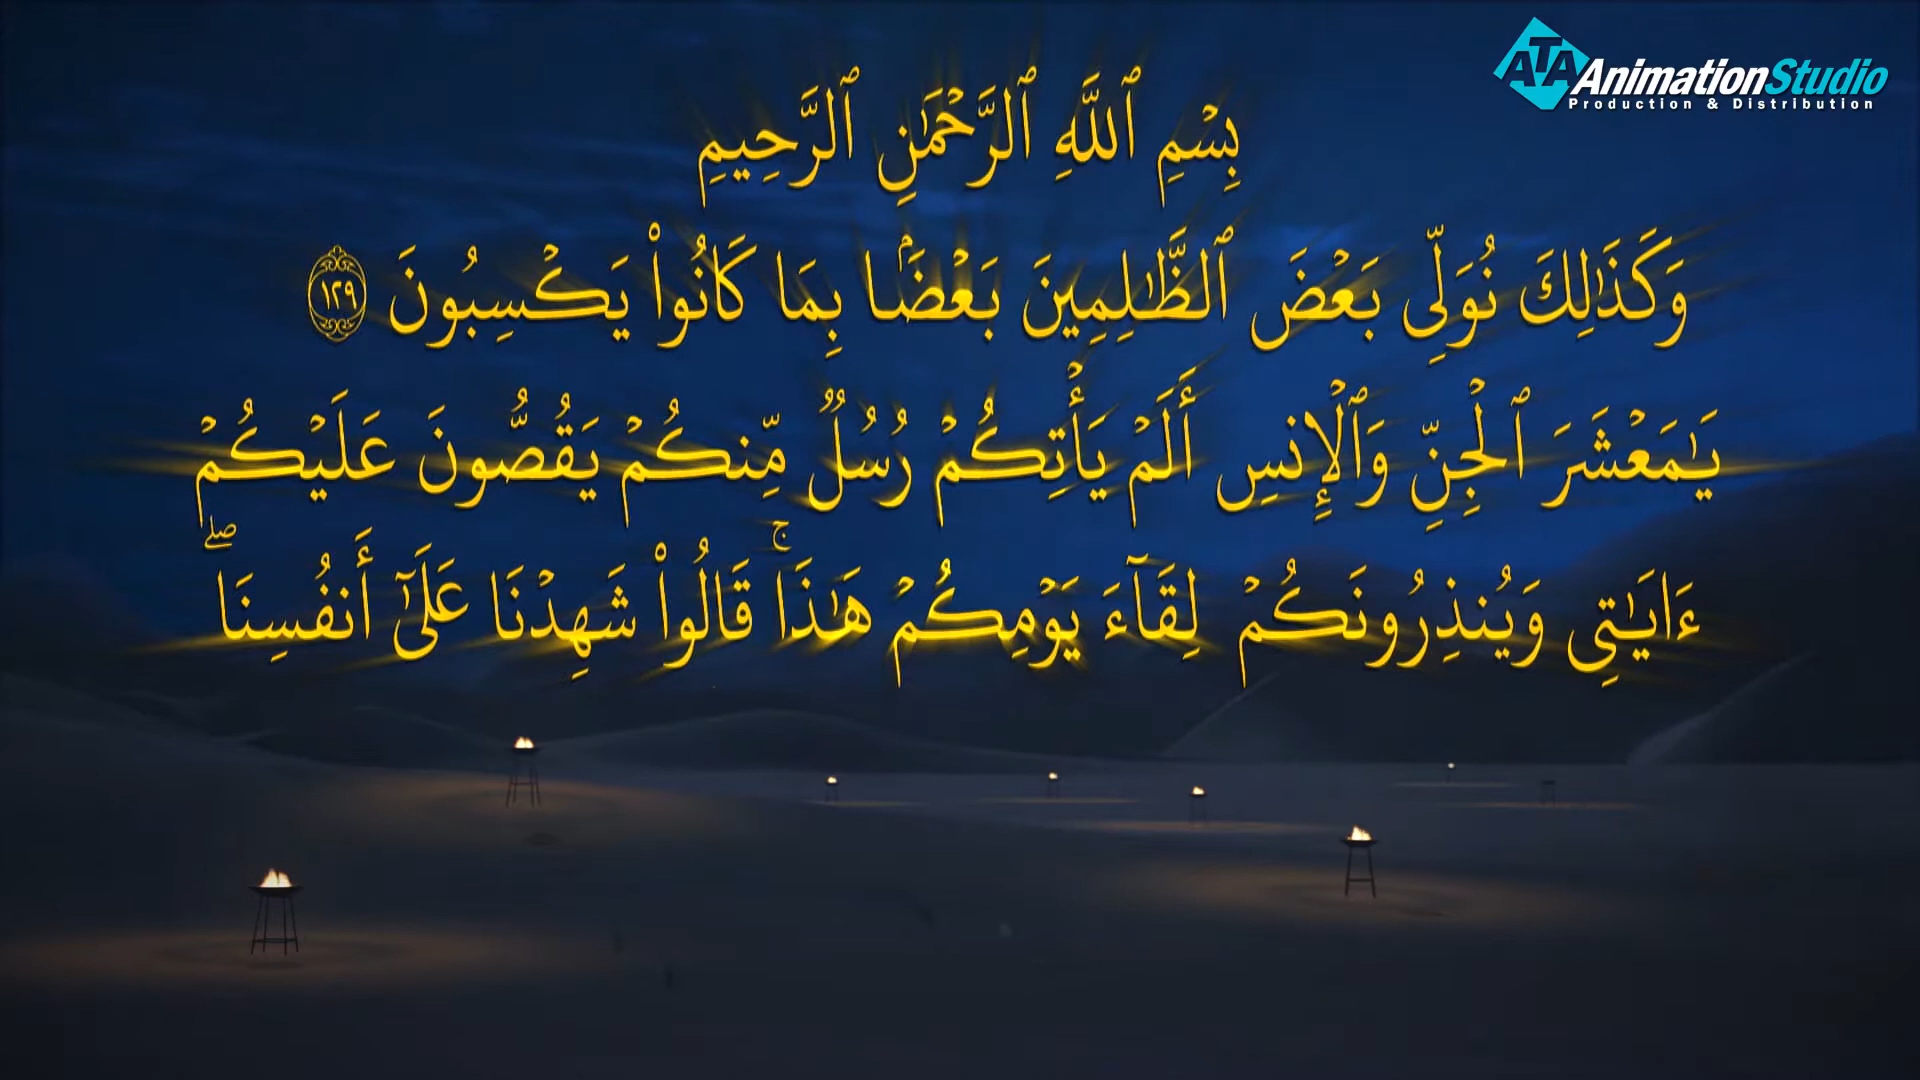 ATA AnimationStudio
Production & Distribution
بِسْمِ ٱللَّهِ ٱلرَّحْمَٰنِ ٱلرَّحِيمِ
وَكَذَٰلِكَ نُوَلِّى بَعْضَ ٱلظَّٰلِمِينَ بَعْضَۢا بِمَا كَانُوا۟ يَكْسِبُونَ ١٢٩
يَٰمَعْشَرَ ٱلْجِنِّ وَٱلْإِنسِ أَلَمْ يَأْتِكُمْ رُسُلٌ مِّنكُمْ يَقُصُّونَ عَلَيْكُمْ
ءَايَٰتِى وَيُنذِرُونَكُمْ لِقَآءَ يَوْمِكُمْ هَٰذَا ۚ قَالُوا۟ شَهِدْنَا عَلَىٰٓ أَنفُسِنَا ۖ